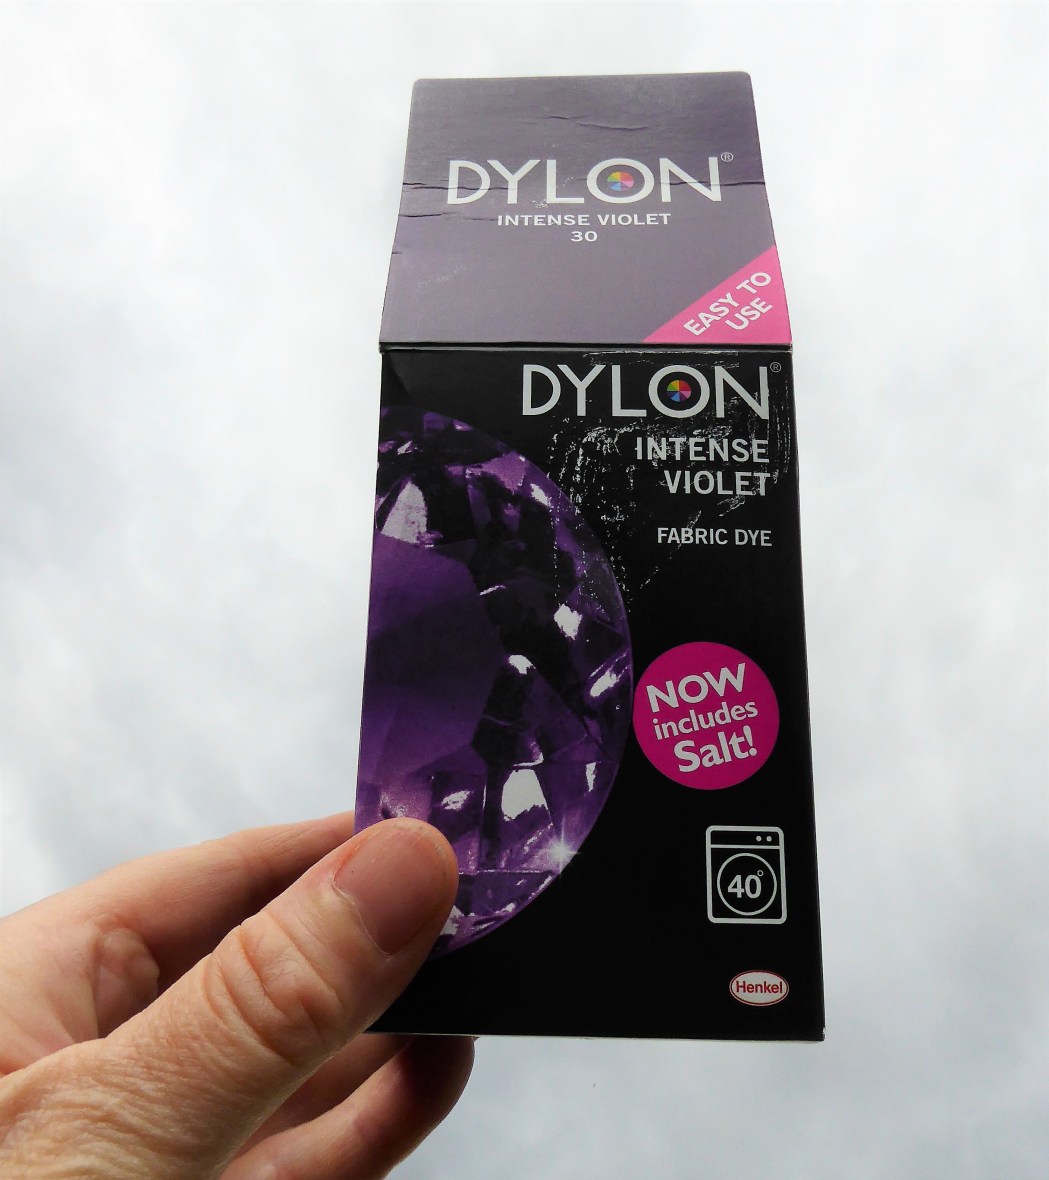 DYLON®
INTENSE VIOLET
30
EASY TO
USE
DYLON®
INTENSE
VIOLET
FABRIC DYE
NOW
includes
Salt!
40°
Henkel